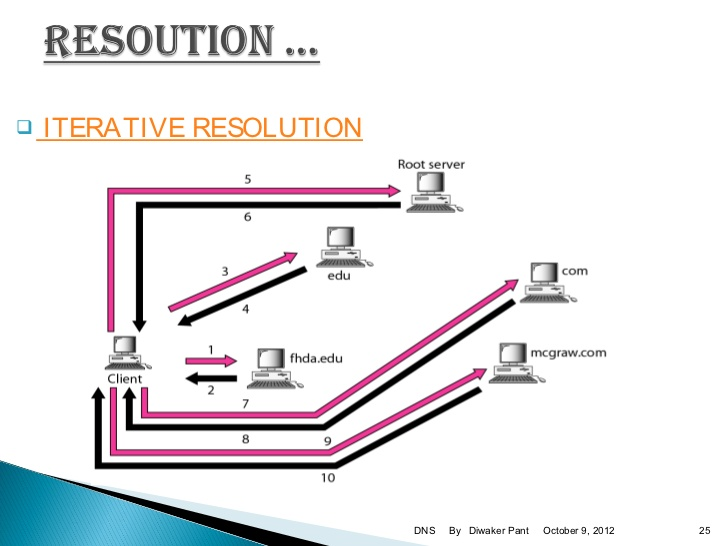 RESOUTION ...
ITERATIVE RESOLUTION
Root server
5
6
edu
3
4
com
mcgraw.com
fhda.edu
1
2
Client
7
8
9
10
DNS By Diwaker Pant October 9, 2012 25